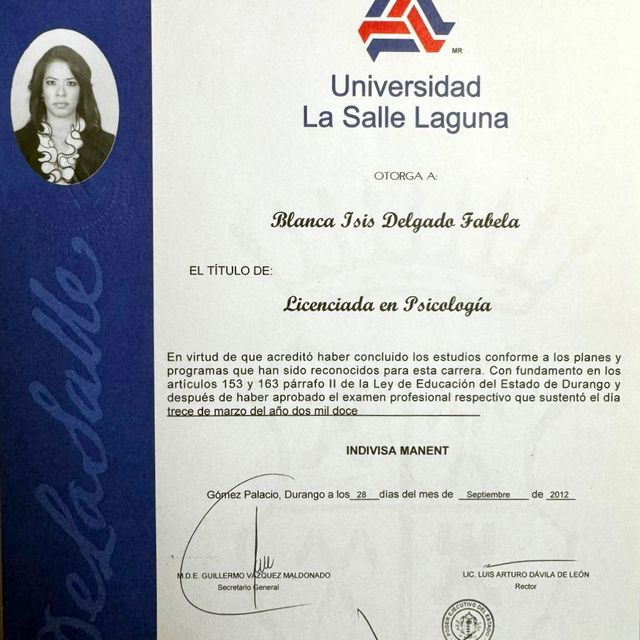 MR
Universidad
La Salle Laguna
OTORGA A:
Blanca Isis Delgado Fabela
EL TÍTULO DE:
Licenciada en Psicología
En virtud de que acreditó haber concluido los estudios conforme a los planes y
programas que han sido reconocidos para esta carrera. Con fundamento en los
artículos 153 y 163 párrafo II de la Ley de Educación del Estado de Durango y
después de haber aprobado el examen profesional respectivo que sustentó el día
trece de marzo del año dos mil doce
INDIVISA MANENT
Gómez Palacio, Durango a los 28 días del mes de Septiembre de 2012
M.D.E. GUILLERMO VÁZQUEZ MALDONADO
Secretario General
LIC. LUIS ARTURO DÁVILA DE LEÓN
Rector
De La Salle